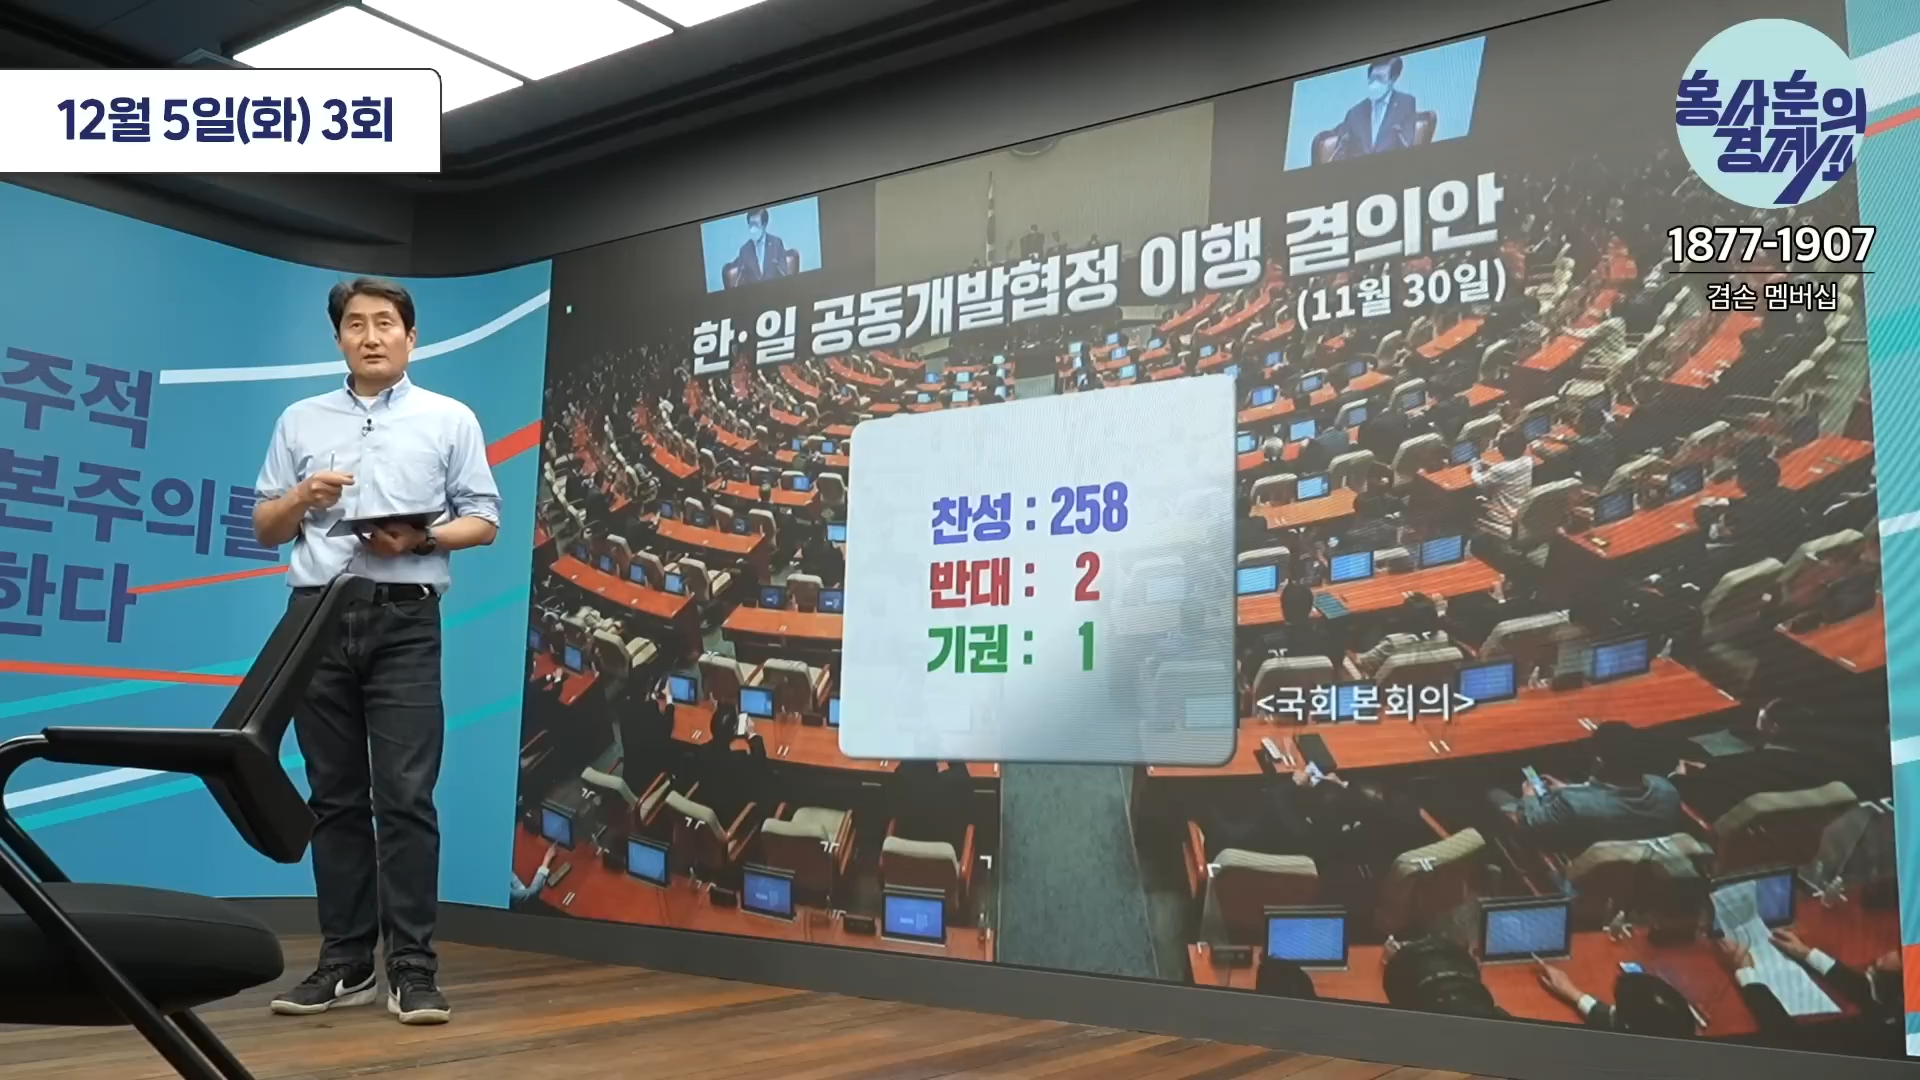 12월 5일(화) 3회
홍사훈의
경제쇼
1877-1907
겸손 멤버십
한·일 공동개발협정 이행 결의안
(11월 30일)
찬성 : 258
반대 : 2
기권 : 1
<국회 본회의>
주적
본주의를
한다